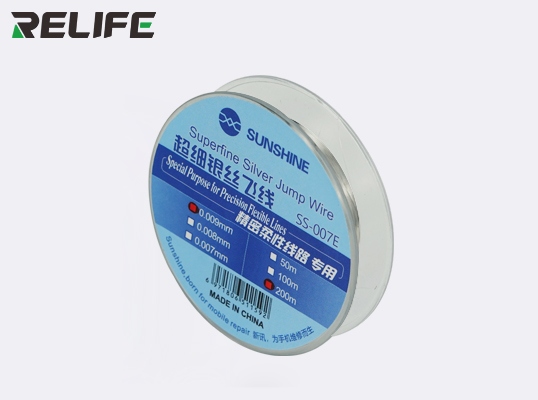 RELIFE
SUNSHINE
Superfine Silver Jump Wire
超细银丝飞线
SS-007E
Special Purpose for Precision Flexible Lines
精密柔性线路 专用
0.009mm
0.008mm
0.007mm
50m
100m
200m
MADE IN CHINA
Sunshine,born for mobile repair 新讯，为手机维修而生